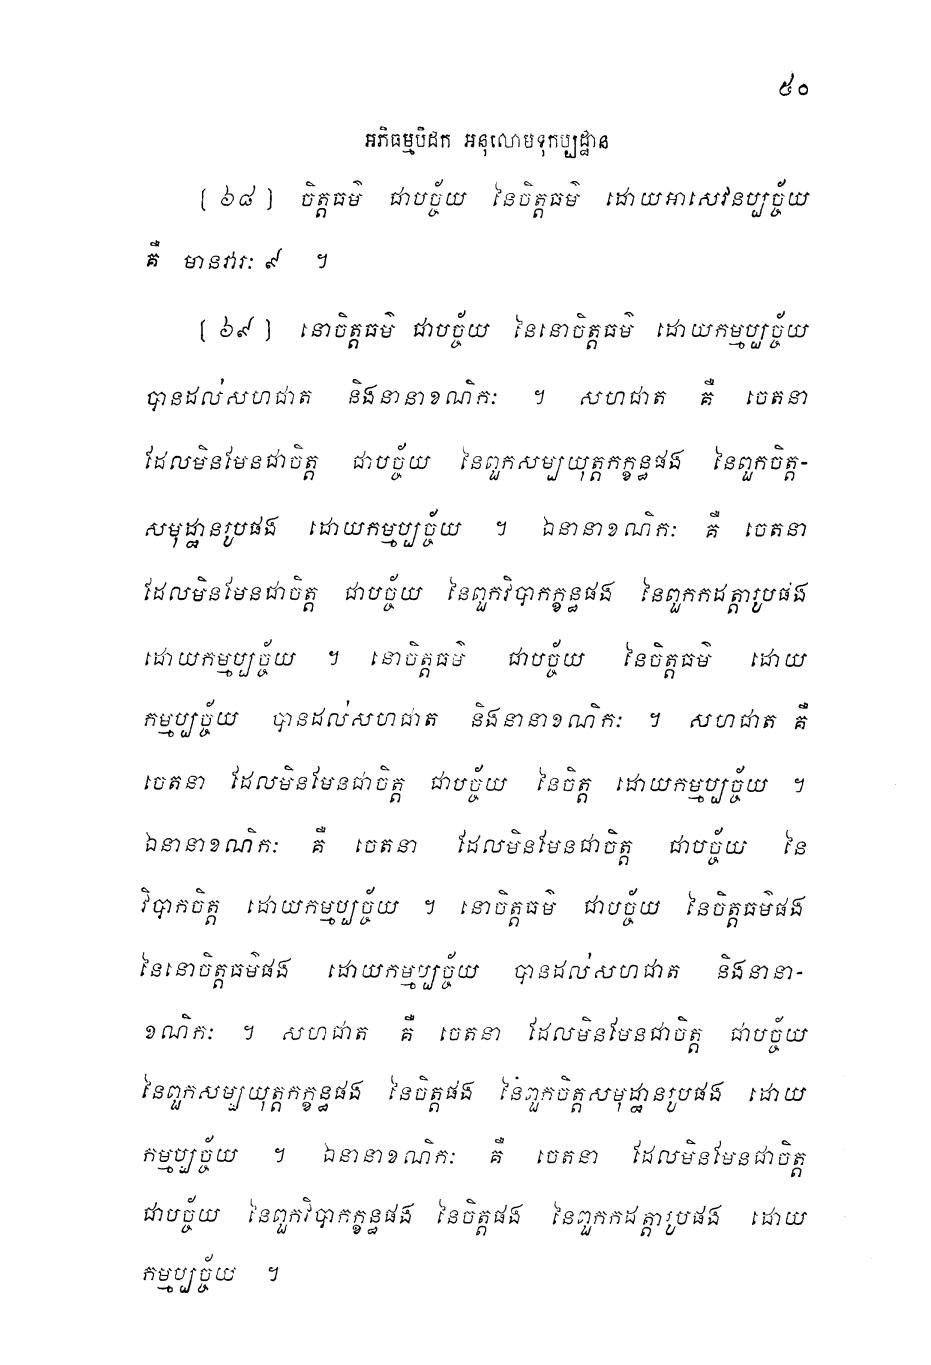 ៥០
អភិធម្មបិដក អនុលោមទុកប្បដ្ឋាន
[ ៦៨ ] ចិត្តធម៌ ជាបច្ច័យ នៃចិត្តធម៌ ដោយអាសេវនប្បច្ច័យ
គឺ មានវារៈ ៩ ។
[ ៦៩ ] នោចិត្តធម៌ ជាបច្ច័យ នៃនោចិត្តធម៌ ដោយកម្មប្បច្ច័យ
បានដល់សហជាត និងនានាខណិកៈ ។ សហជាត គឺ ចេតនា
ដែលមិនមែនជាចិត្ត ជាបច្ច័យ នៃពួកសម្បយុត្តកក្ខន្ធផង នៃពួកចិត្ត-
សមុដ្ឋានរូបផង ដោយកម្មប្បច្ច័យ ។ ឯនានាខណិកៈ គឺ ចេតនា
ដែលមិនមែនជាចិត្ត ជាបច្ច័យ នៃពួកវិបាកក្ខន្ធផង នៃពួកកដត្តារូបផង
ដោយកម្មប្បច្ច័យ ។ នោចិត្តធម៌ ជាបច្ច័យ នៃចិត្តធម៌ ដោយ
កម្មប្បច្ច័យ បានដល់សហជាត និងនានាខណិកៈ ។ សហជាត គឺ
ចេតនា ដែលមិនមែនជាចិត្ត ជាបច្ច័យ នៃចិត្ត ដោយកម្មប្បច្ច័យ ។
ឯនានាខណិកៈ គឺ ចេតនា ដែលមិនមែនជាចិត្ត ជាបច្ច័យ នៃ
វិបាកចិត្ត ដោយកម្មប្បច្ច័យ ។ នោចិត្តធម៌ ជាបច្ច័យ នៃចិត្តធម៌ផង
នៃនោចិត្តធម៌ផង ដោយកម្មប្បច្ច័យ បានដល់សហជាត និងនានា-
ខណិកៈ ។ សហជាត គឺ ចេតនា ដែលមិនមែនជាចិត្ត ជាបច្ច័យ
នៃពួកសម្បយុត្តកក្ខន្ធផង នៃចិត្តផង នៃពួកចិត្តសមុដ្ឋានរូបផង ដោយ
កម្មប្បច្ច័យ ។ ឯនានាខណិកៈ គឺ ចេតនា ដែលមិនមែនជាចិត្ត
ជាបច្ច័យ នៃពួកវិបាកក្ខន្ធផង នៃចិត្តផង នៃពួកកដត្តារូបផង ដោយ
កម្មប្បច្ច័យ ។